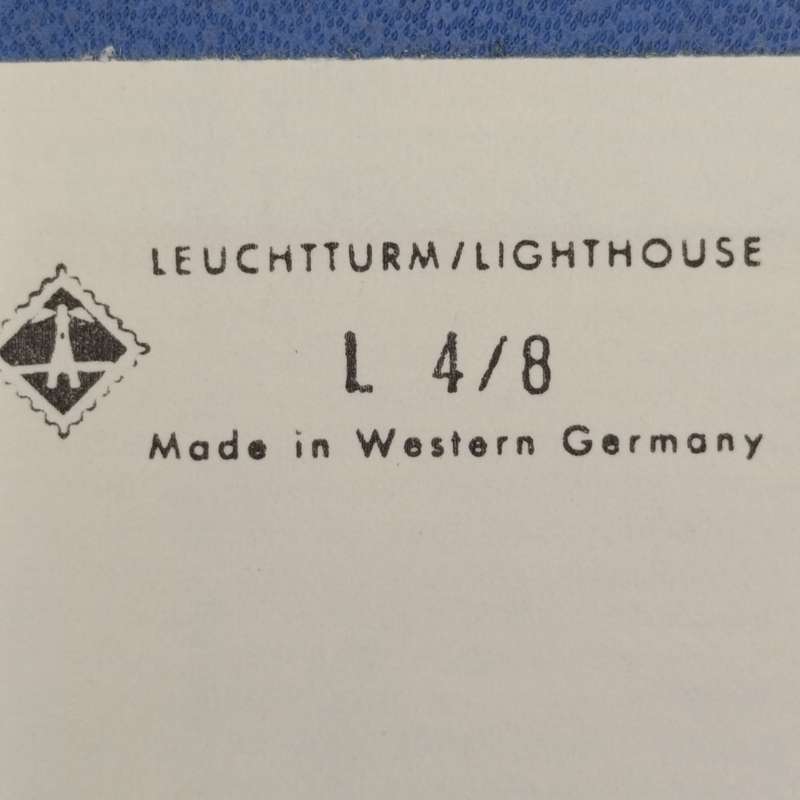 LEUCHTTURM/LIGHTHOUSE
L 4/8
Made in Western Germany